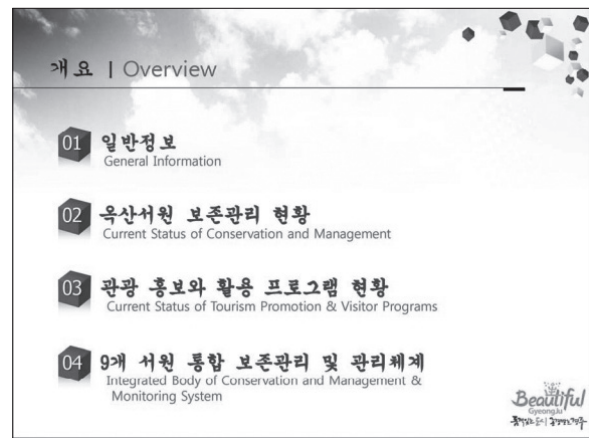 개요 | Overview
01 일반정보
General Information
02 옥산서원 보존관리 현황
Current Status of Conservation and Management
03 관광 홍보와 활용 프로그램 현황
Current Status of Tourism Promotion & Visitor Programs
04 9개 서원 통합 보존관리 및 관리체계
Integrated Body of Conservation and Management &
Monitoring System
Beautiful
GyeongJu